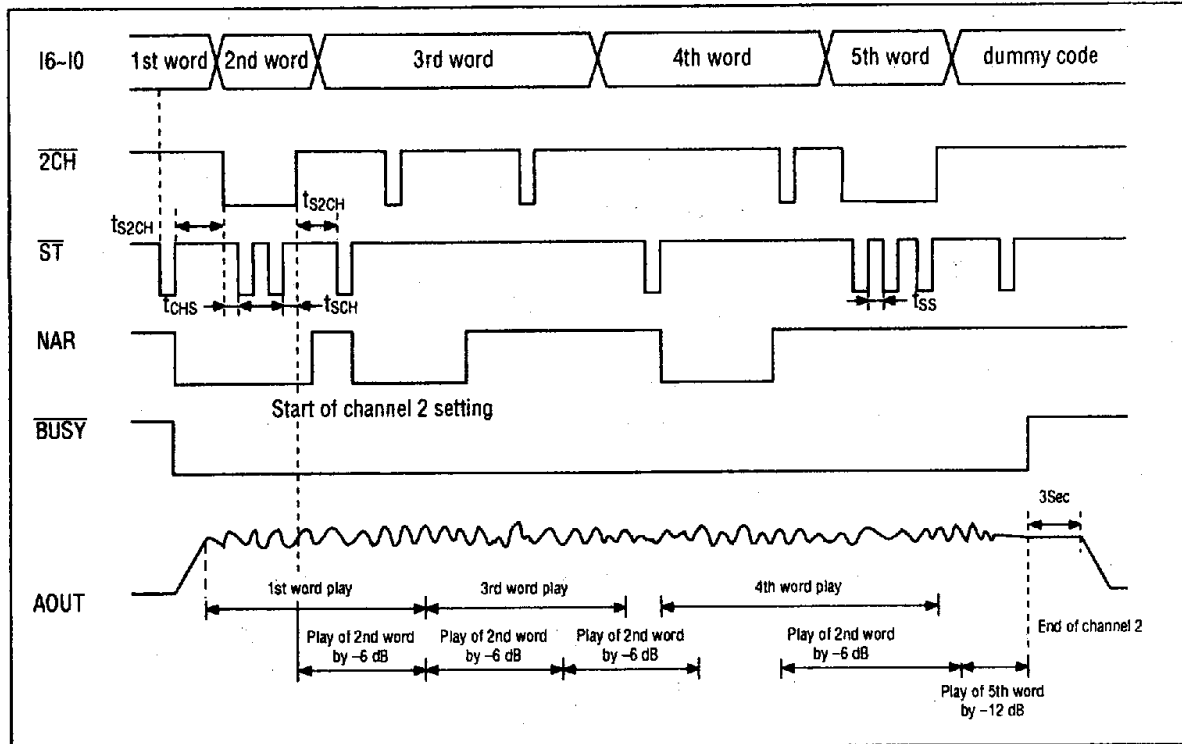 I6~I0 1st word 2nd word 3rd word 4th word 5th word dummy code
2CH
tS2CH tS2CH
ST
tCHS tSCH tSS
NAR
Start of channel 2 setting
BUSY
3Sec
AOUT
1st word play 3rd word play 4th word play
End of channel 2
Play of 2nd word Play of 2nd word Play of 2nd word Play of 2nd word
by –6 dB by –6 dB by –6 dB by –6 dB
Play of 5th word
by –12 dB